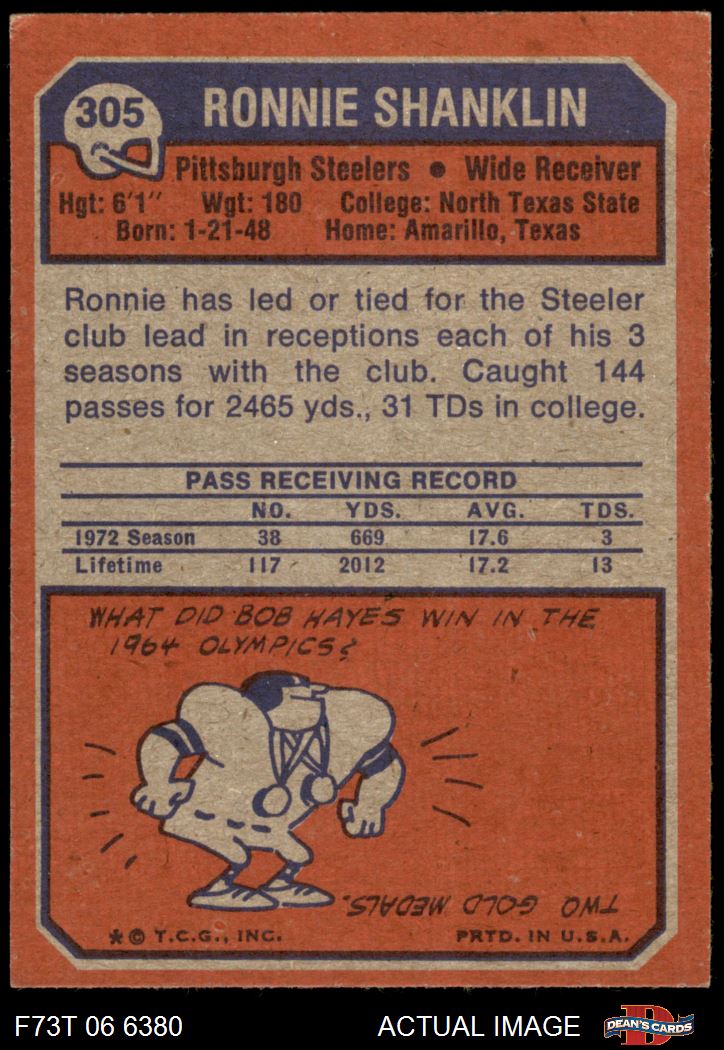 305 RONNIE SHANKLIN
Pittsburgh Steelers • Wide Receiver
Hgt: 6'1" Wgt: 180 College: North Texas State
Born: 1-21-48 Home: Amarillo, Texas
Ronnie has led or tied for the Steeler
club lead in receptions each of his 3
seasons with the club. Caught 144
passes for 2465 yds., 31 TDs in college.
PASS RECEIVING RECORD
NO. YDS. AVG. TDS.
1972 Season 38 669 17.6 3
Lifetime 117 2012 17.2 13
WHAT DID BOB HAYES WIN IN THE
1964 OLYMPICS?
TWO GOLD MEDALS.
* © T.C.G., INC. PRTD. IN U.S.A.
F73T 06 6380 ACTUAL IMAGE D DEAN'S CARDS